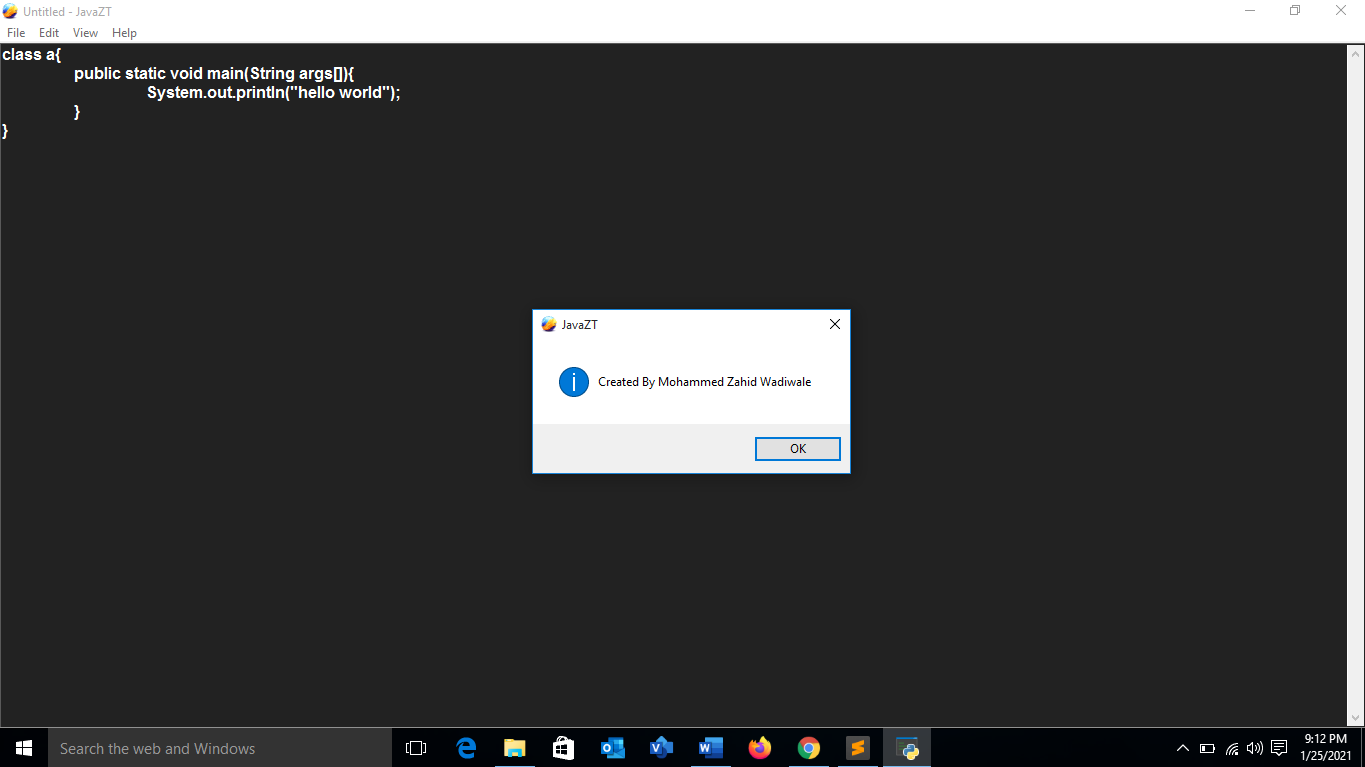 Untitled - JavaZT
File Edit View Help
class a{
public static void main(String args[]){
System.out.println("hello world");
}
}
JavaZT
Created By Mohammed Zahid Wadiwale
OK
Search the web and Windows
9:12 PM
1/25/2021